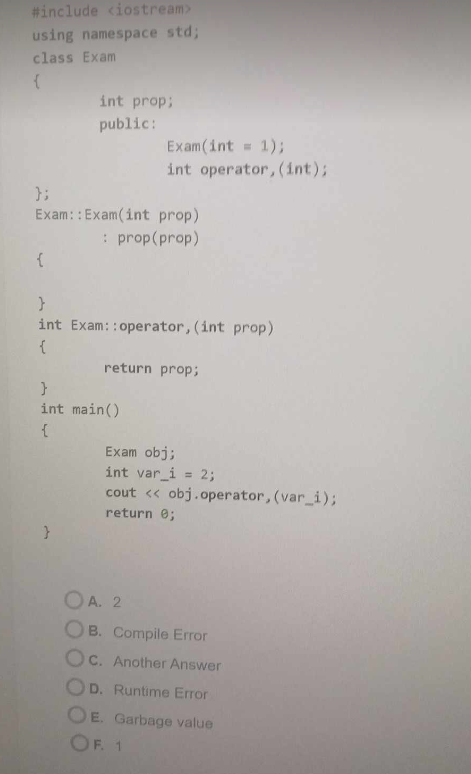 #include <iostream>
using namespace std;
class Exam
{
int prop;
public:
Exam(int = 1);
int operator,(int);
};
Exam::Exam(int prop)
: prop(prop)
{
}
int Exam::operator,(int prop)
{
return prop;
}
int main()
{
Exam obj;
int var_i = 2;
cout << obj.operator,(var_i);
return 0;
}
A. 2
B. Compile Error
C. Another Answer
D. Runtime Error
E. Garbage value
F. 1